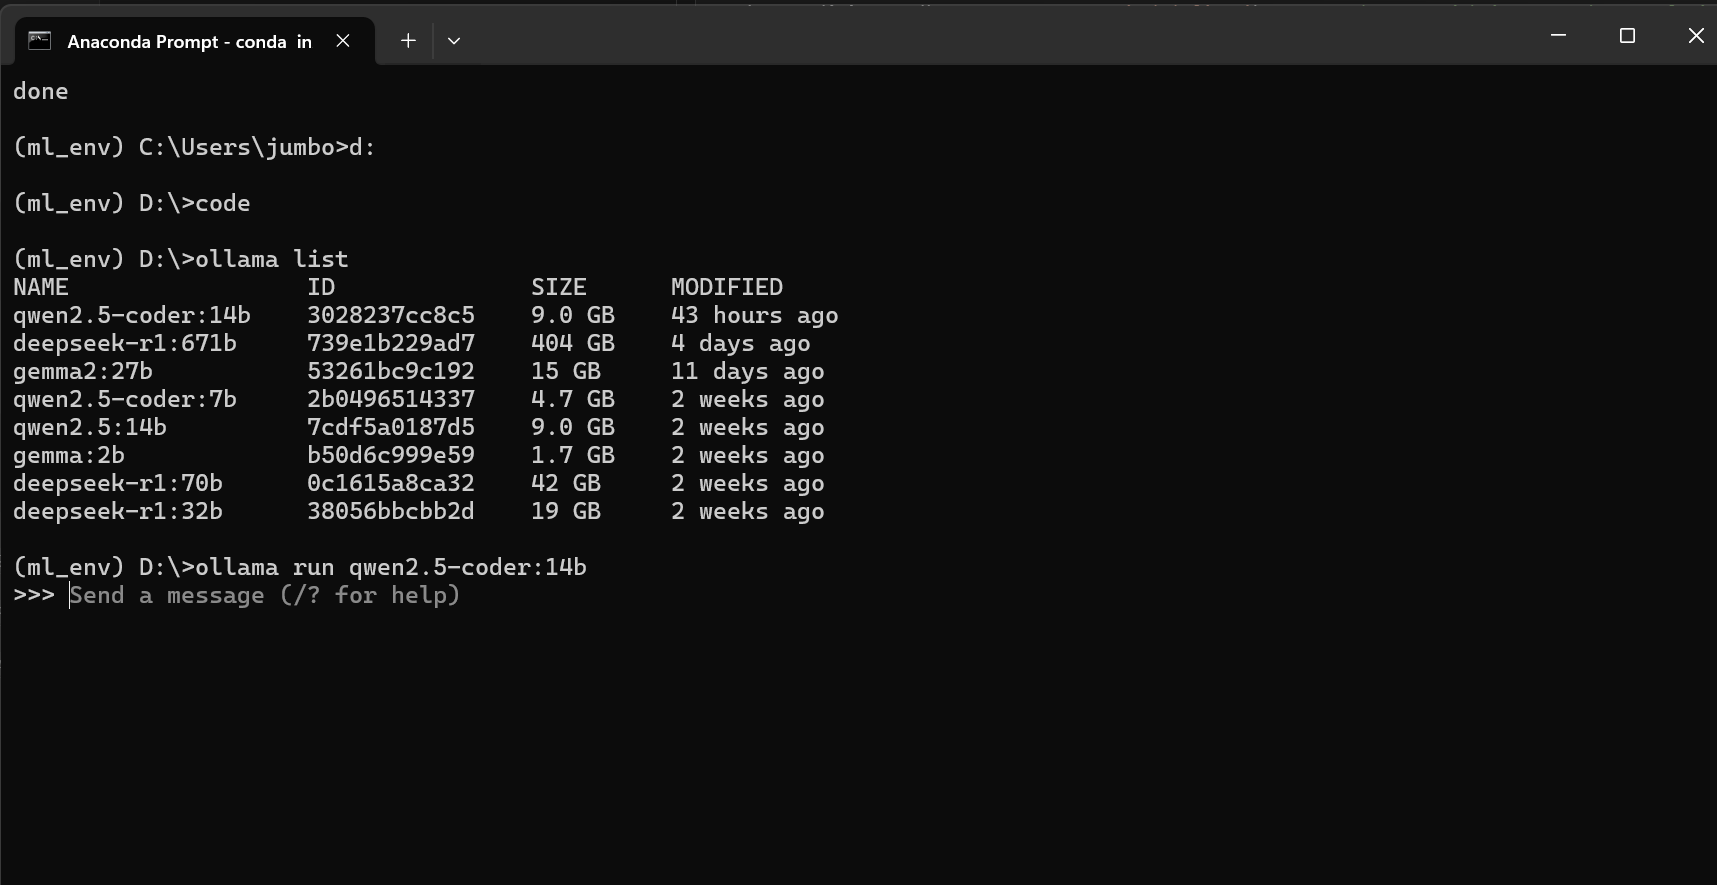 Anaconda Prompt - conda  in
done
(ml_env) C:\Users\jumbo>d:
(ml_env) D:\>code
(ml_env) D:\>ollama list
NAME                 ID              SIZE      MODIFIED
qwen2.5-coder:14b    3028237cc8c5    9.0 GB    43 hours ago
deepseek-r1:671b     739e1b229ad7    404 GB    4 days ago
gemma2:27b           53261bc9c192    15 GB     11 days ago
qwen2.5-coder:7b     2b0496514337    4.7 GB    2 weeks ago
qwen2.5:14b          7cdf5a0187d5    9.0 GB    2 weeks ago
gemma:2b             b50d6c999e59    1.7 GB    2 weeks ago
deepseek-r1:70b      0c1615a8ca32    42 GB     2 weeks ago
deepseek-r1:32b      38056bbcbb2d    19 GB     2 weeks ago
(ml_env) D:\>ollama run qwen2.5-coder:14b
>>> Send a message (/? for help)